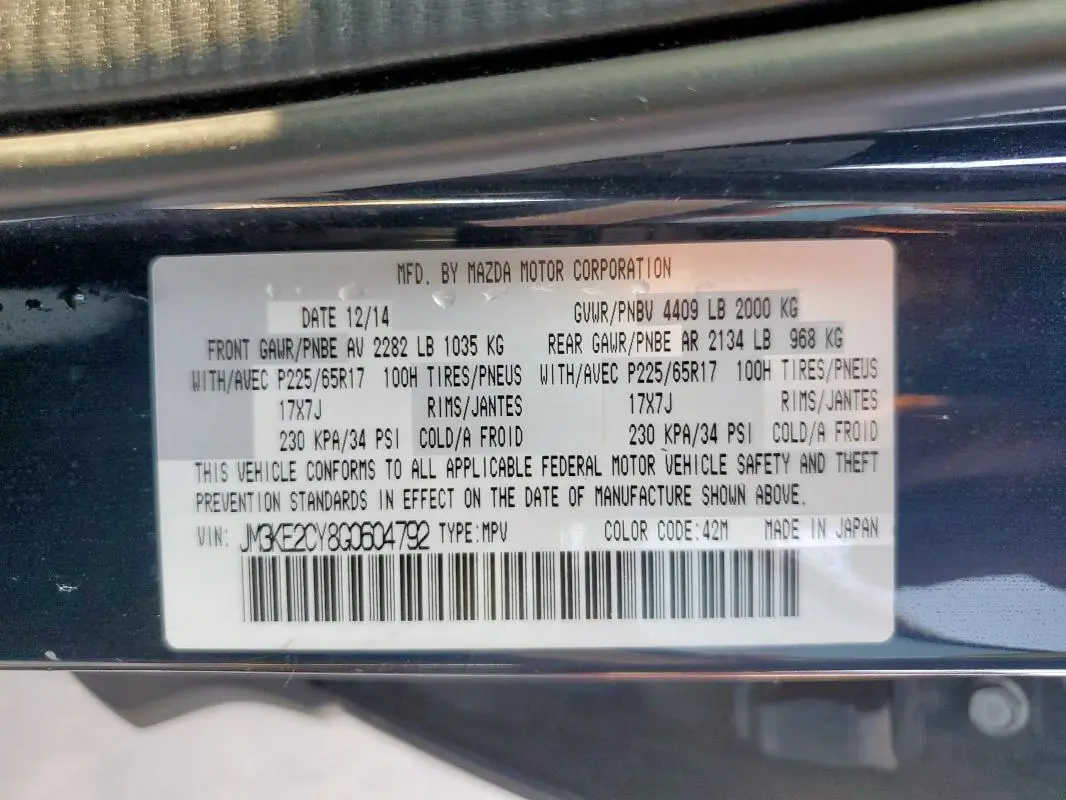 MFD. BY MAZDA MOTOR CORPORATION
DATE 12/14 GVWR/PNBV 4409 LB 2000 KG
FRONT GAWR/PNBE AV 2282 LB 1035 KG REAR GAWR/PNBE AR 2134 LB 968 KG
WITH/AVEC P225/65R17 100H TIRES/PNEUS WITH/AVEC P225/65R17 100H TIRES/PNEUS
17X7J RIMS/JANTES 17X7J RIMS/JANTES
230 KPA/34 PSI COLD/A FROID 230 KPA/34 PSI COLD/A FROID
THIS VEHICLE CONFORMS TO ALL APPLICABLE FEDERAL MOTOR VEHICLE SAFETY AND THEFT
PREVENTION STANDARDS IN EFFECT ON THE DATE OF MANUFACTURE SHOWN ABOVE.
VIN: JM3KE2CY8G0604792 TYPE:MPV COLOR CODE:42M MADE IN JAPAN